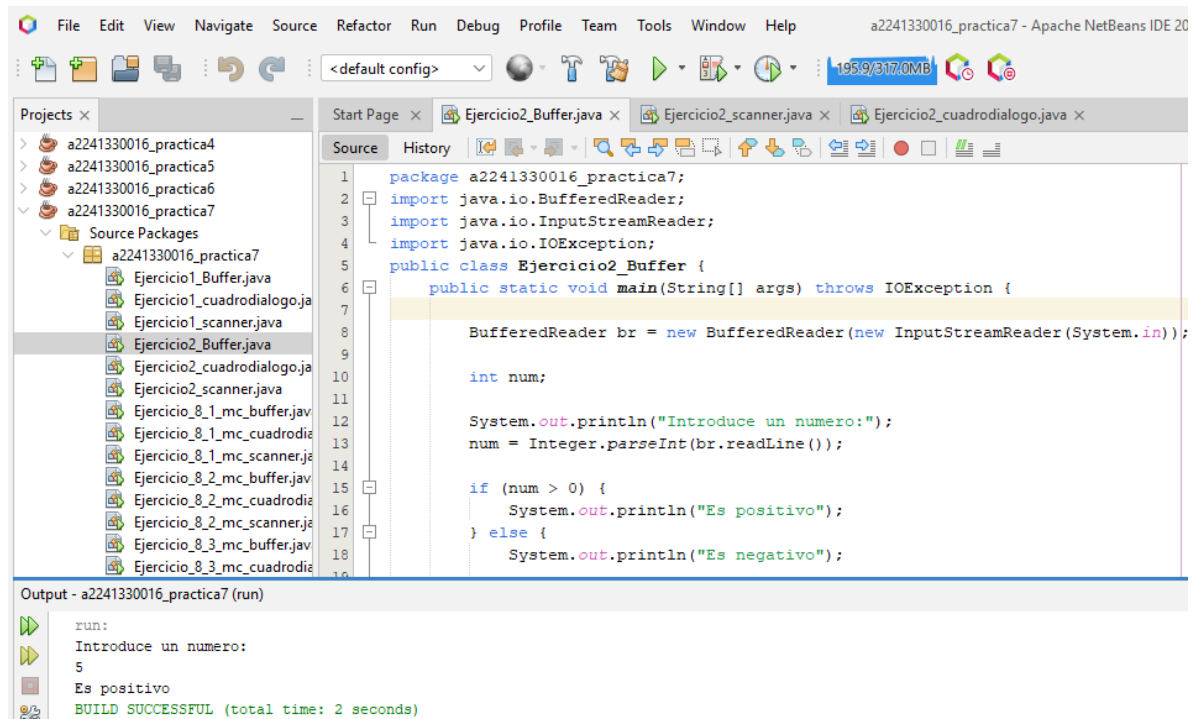 File Edit View Navigate Source Refactor Run Debug Profile Team Tools Window Help a2241330016_practica7 - Apache NetBeans IDE 20
<default config> 195.9/317.0MB
Projects
a2241330016_practica4
a2241330016_practica5
a2241330016_practica6
a2241330016_practica7
Source Packages
a2241330016_practica7
Ejercicio1_Buffer.java
Ejercicio1_cuadrodialogo.ja
Ejercicio1_scanner.java
Ejercicio2_Buffer.java
Ejercicio2_cuadrodialogo.ja
Ejercicio2_scanner.java
Ejercicio_8_1_mc_buffer.jav
Ejercicio_8_1_mc_cuadrodia
Ejercicio_8_1_mc_scanner.ja
Ejercicio_8_2_mc_buffer.jav
Ejercicio_8_2_mc_cuadrodia
Ejercicio_8_2_mc_scanner.ja
Ejercicio_8_3_mc_buffer.jav
Ejercicio_8_3_mc_cuadrodia
Start Page Ejercicio2_Buffer.java Ejercicio2_scanner.java Ejercicio2_cuadrodialogo.java
Source History
1 package a2241330016_practica7;
2 import java.io.BufferedReader;
3 import java.io.InputStreamReader;
4 import java.io.IOException;
5 public class Ejercicio2_Buffer {
6 public static void main(String[] args) throws IOException {
7
8 BufferedReader br = new BufferedReader(new InputStreamReader(System.in));
9
10 int num;
11
12 System.out.println("Introduce un numero:");
13 num = Integer.parseInt(br.readLine());
14
15 if (num > 0) {
16 System.out.println("Es positivo");
17 } else {
18 System.out.println("Es negativo");
19
Output - a2241330016_practica7 (run)
run:
Introduce un numero:
5
Es positivo
BUILD SUCCESSFUL (total time: 2 seconds)